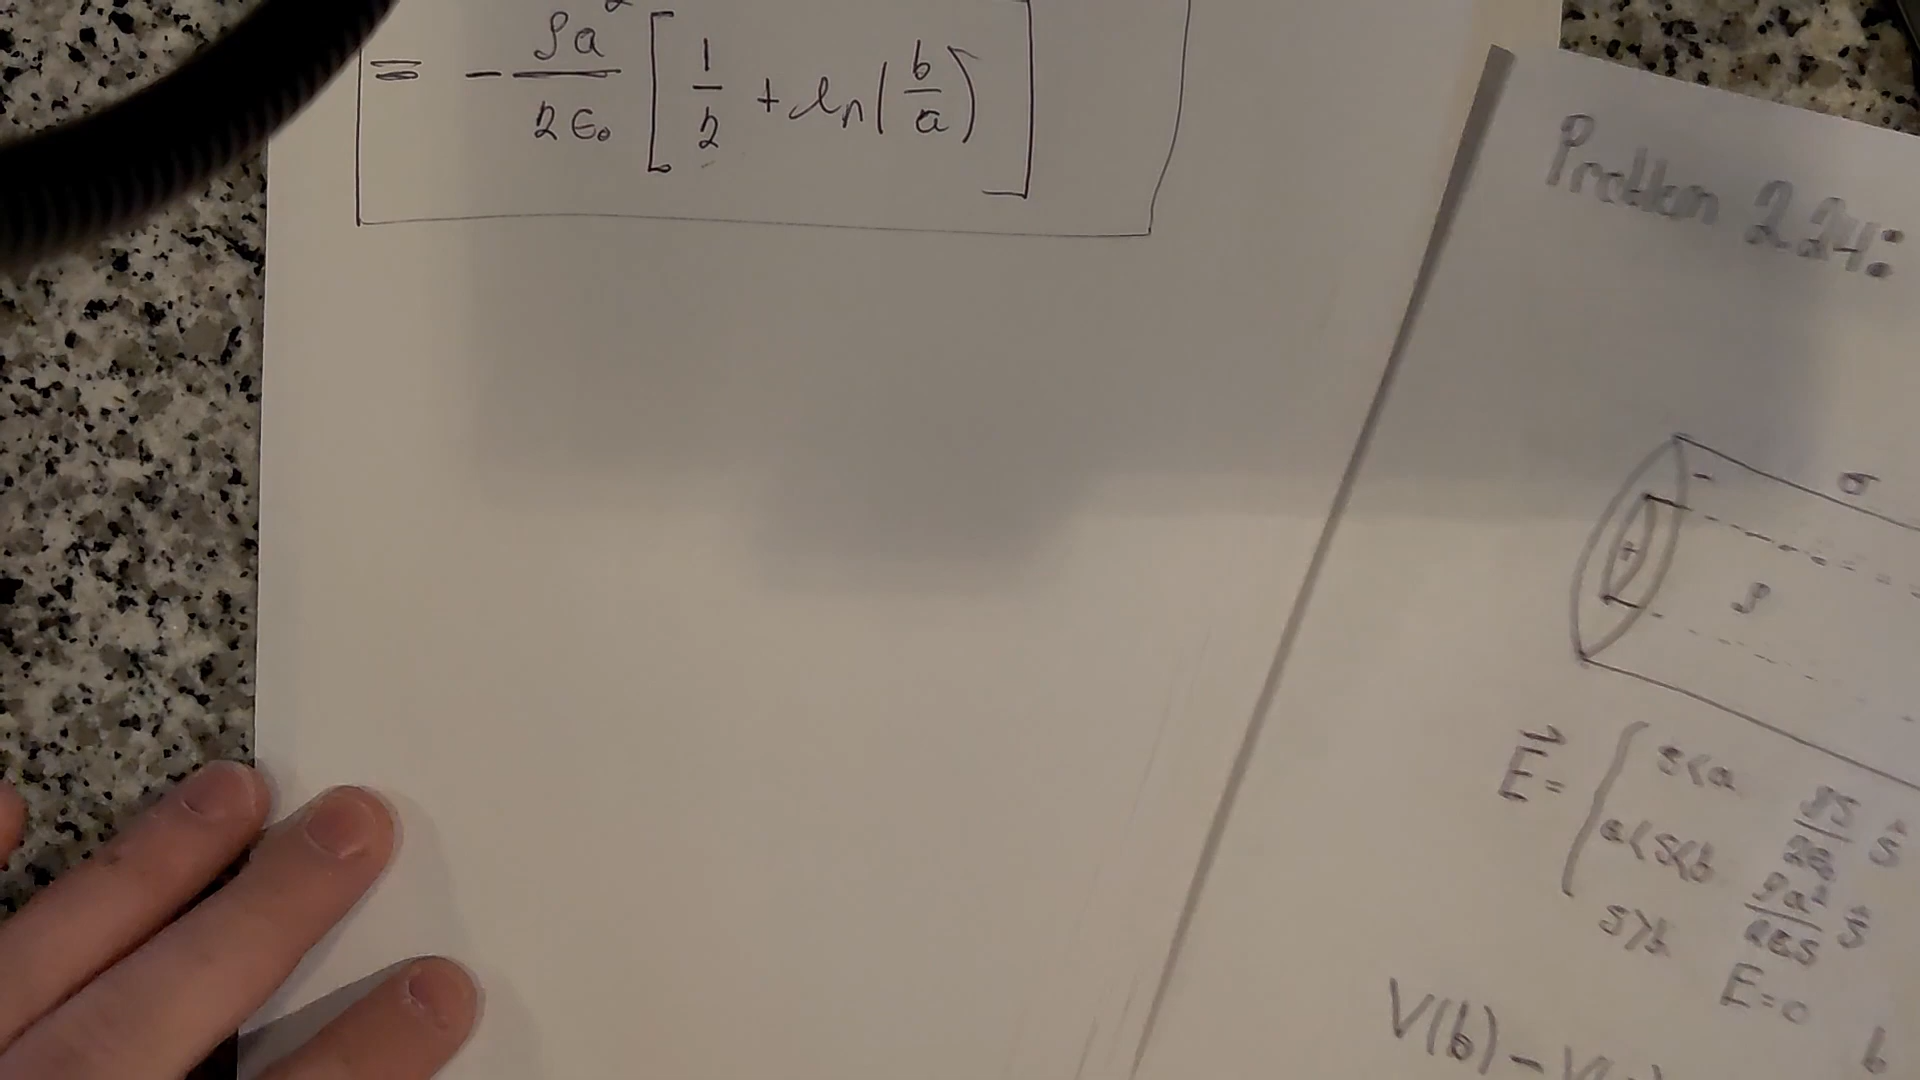 = - ρa² / 2ε₀ [ 1/2 + ln(b/a) ]
Problem 2.24:
- σ
+ ρ
E⃗ = { s<a ρs/2ε₀ ŝ
a<s<b ρa²/2ε₀s ŝ
s>b E=0
b
V(b) - V(